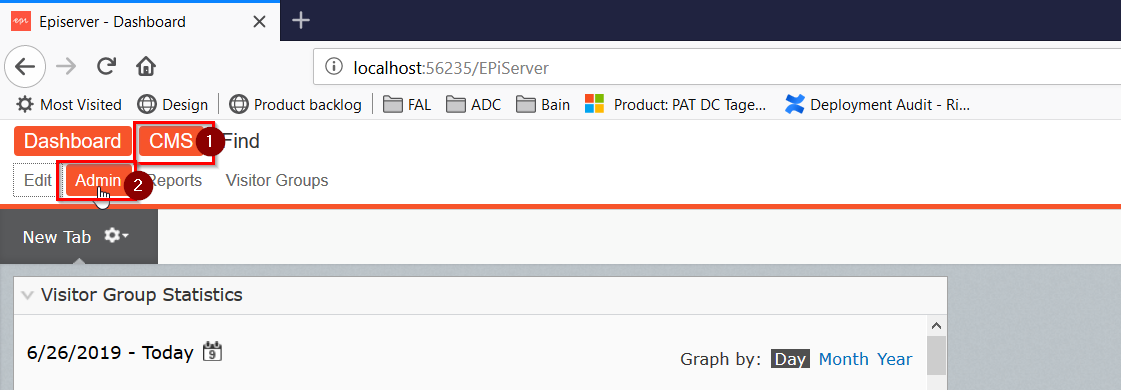 epi Episerver - Dashboard
localhost:56235/EPiServer
Most Visited Design Product backlog FAL ADC Bain Product: PAT DC Tage... Deployment Audit - Ri...
Dashboard CMS 1 Find
Edit Admin 2 Reports Visitor Groups
New Tab
Visitor Group Statistics
6/26/2019 - Today 9 Graph by: Day Month Year